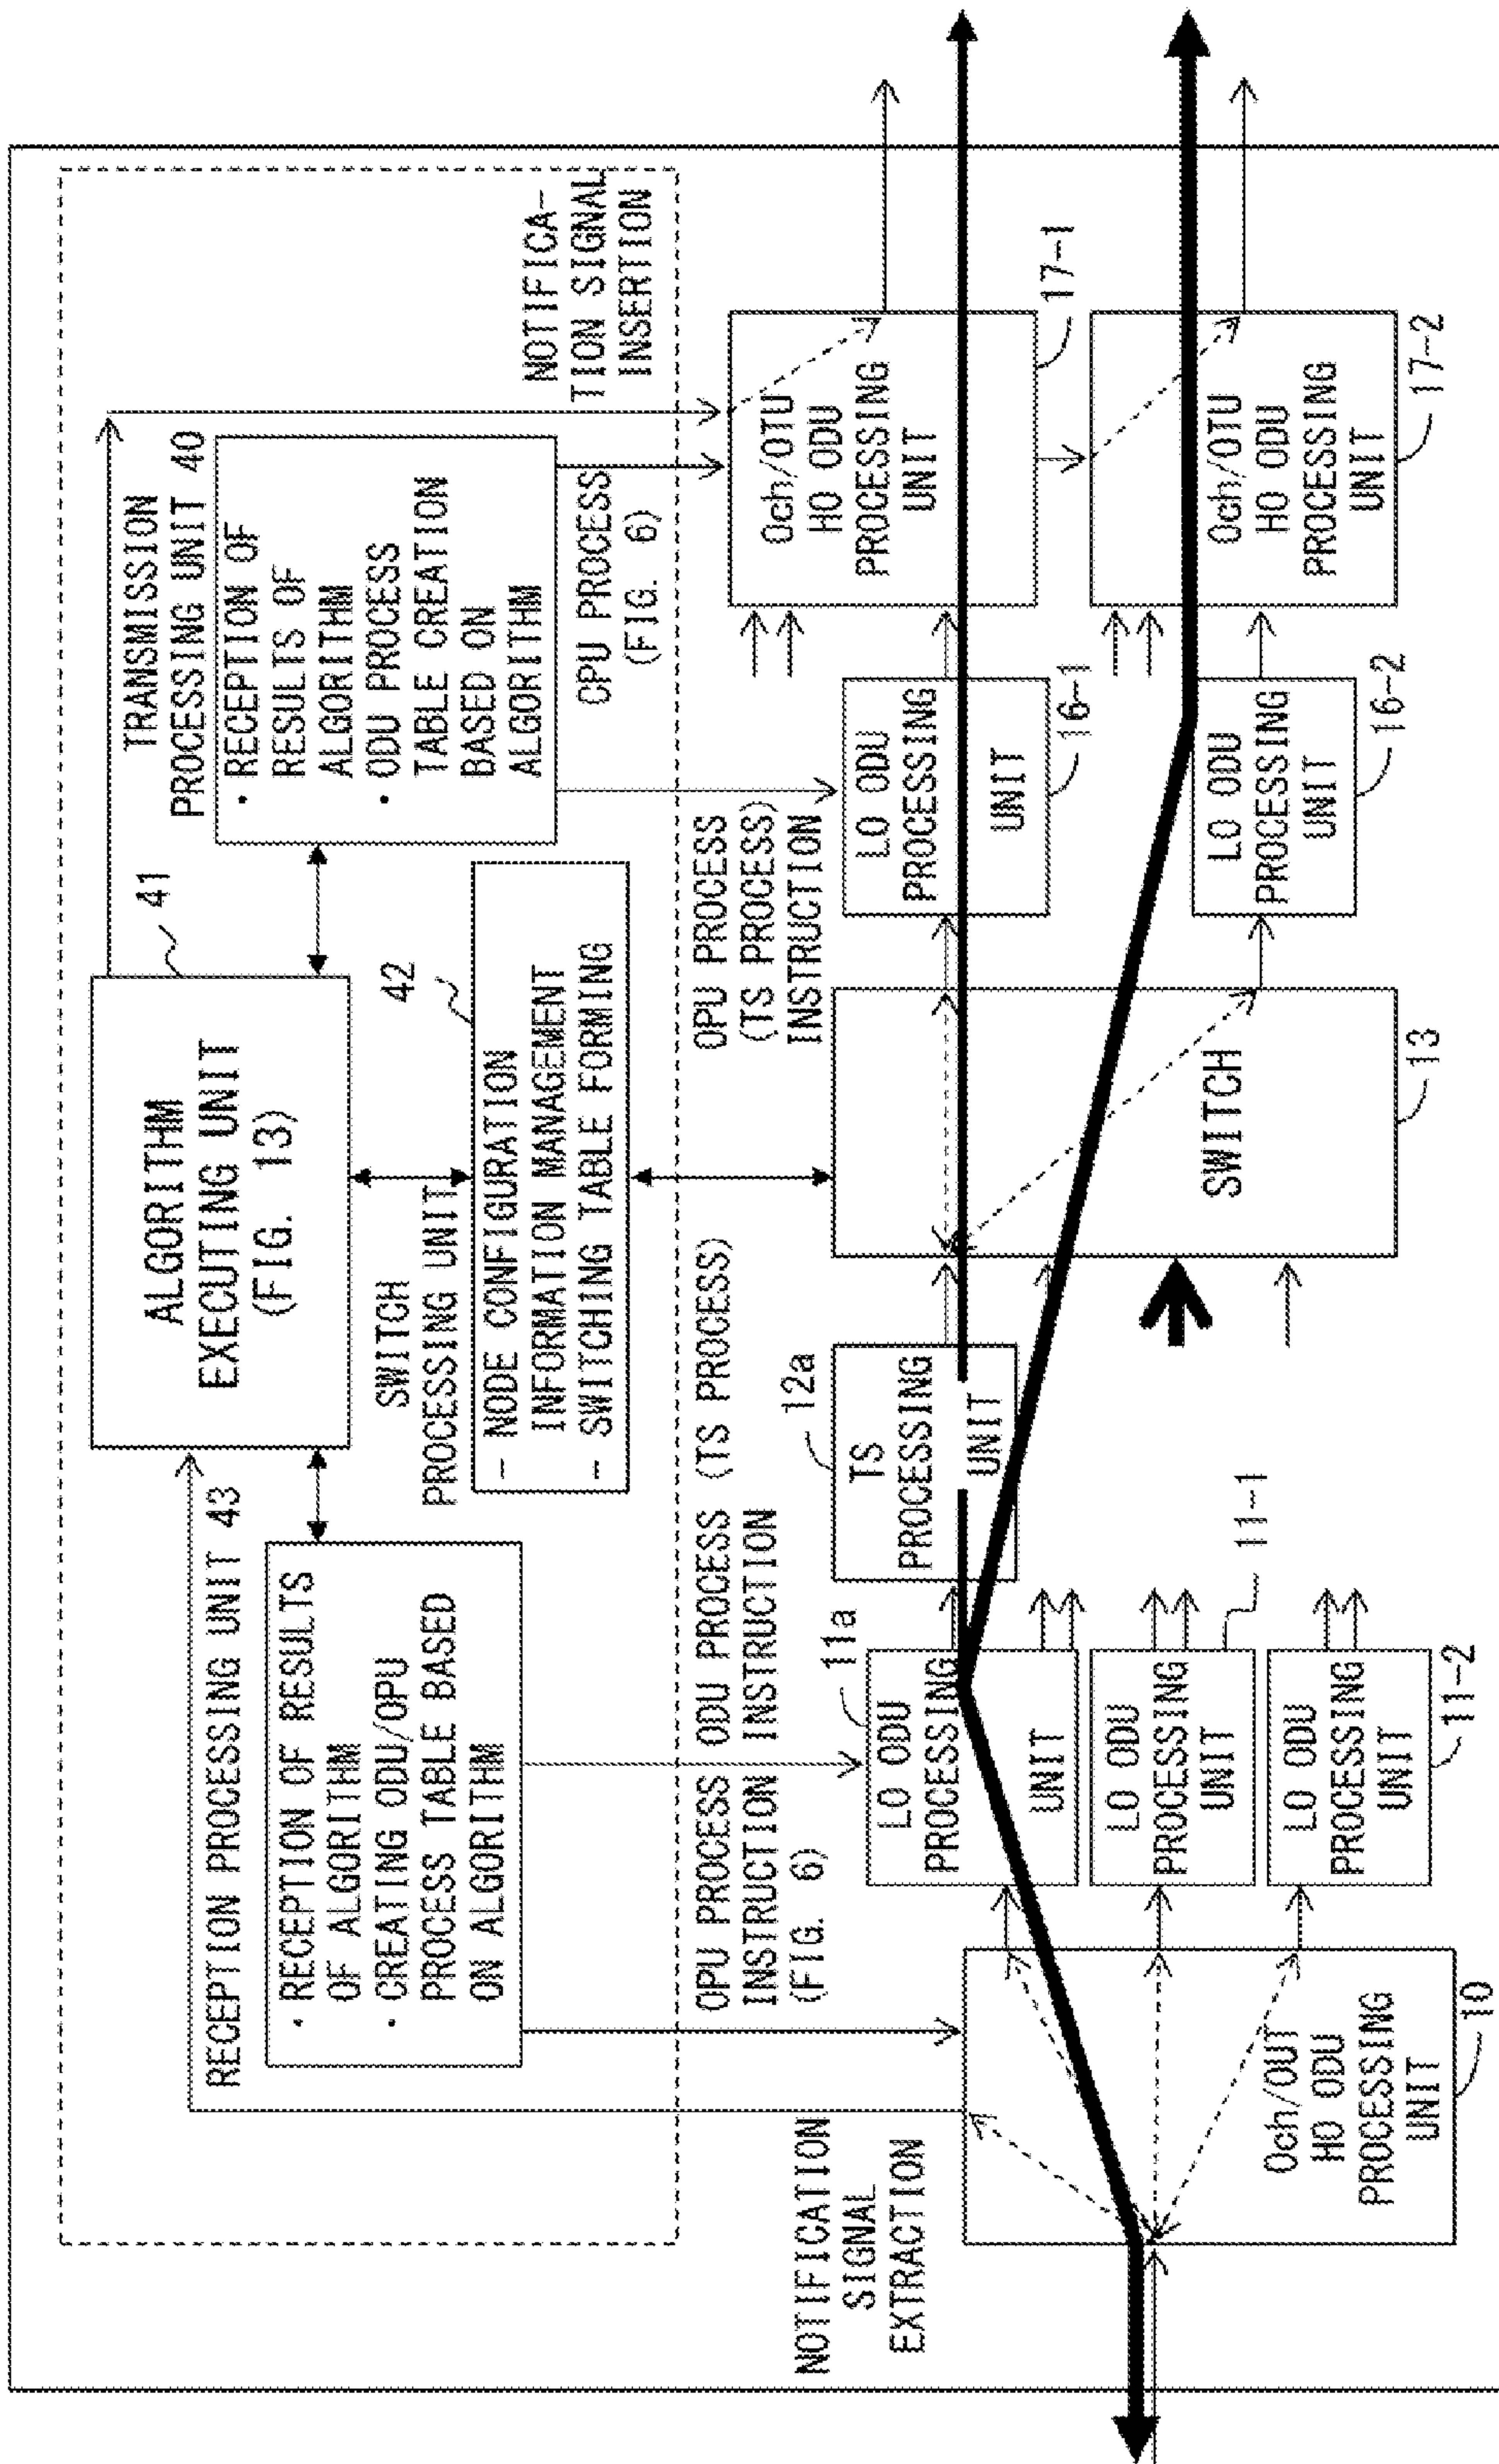 RECEPTION PROCESSING UNIT 43
· RECEPTION OF RESULTS
OF ALGORITHM
· CREATING ODU/OPU
PROCESS TABLE BASED
ON ALGORITHM
ALGORITHM
EXECUTING UNIT
(FIG. 13)
41
SWITCH
PROCESSING UNIT
42
- NODE CONFIGURATION
INFORMATION MANAGEMENT
- SWITCHING TABLE FORMING
TRANSMISSION
PROCESSING UNIT 40
· RECEPTION OF
RESULTS OF
ALGORITHM
· ODU PROCESS
TABLE CREATION
BASED ON
ALGORITHM
NOTIFICA-
TION SIGNAL
INSERTION
CPU PROCESS
(FIG. 6)
NOTIFICATION
SIGNAL
EXTRACTION
OPU PROCESS
INSTRUCTION
(FIG. 6)
ODU PROCESS (TS PROCESS)
INSTRUCTION
OPU PROCESS
(TS PROCESS)
INSTRUCTION
Och/OUT
HO ODU
PROCESSING
UNIT
10
11a
LO ODU
PROCESSING
UNIT
LO ODU
PROCESSING
UNIT
11-1
LO ODU
PROCESSING
UNIT
11-2
12a
TS
PROCESSING
UNIT
SWITCH
13
LO ODU
PROCESSING
UNIT
16-1
LO ODU
PROCESSING
UNIT
16-2
Och/OTU
HO ODU
PROCESSING
UNIT
17-1
Och/OTU
HO ODU
PROCESSING
UNIT
17-2